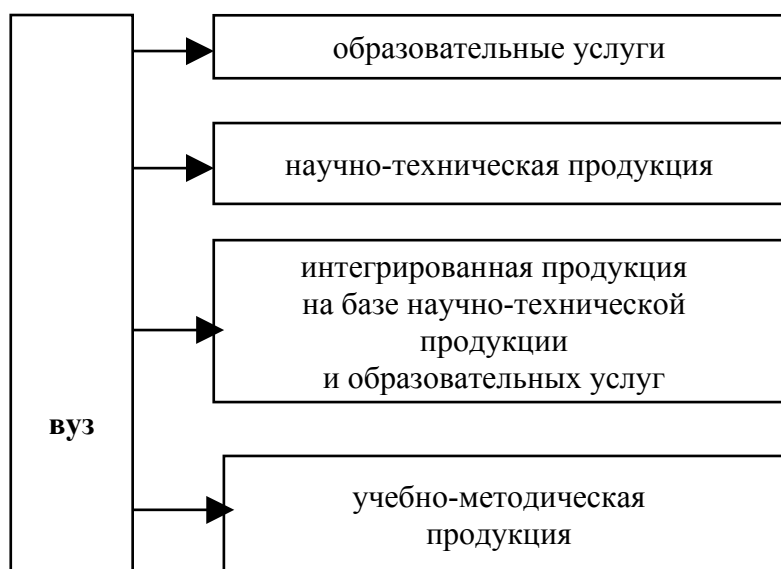 образовательные услуги
научно-техническая продукция
интегрированная продукция
на базе научно-технической
продукции
и образовательных услуг
вуз
учебно-методическая
продукция